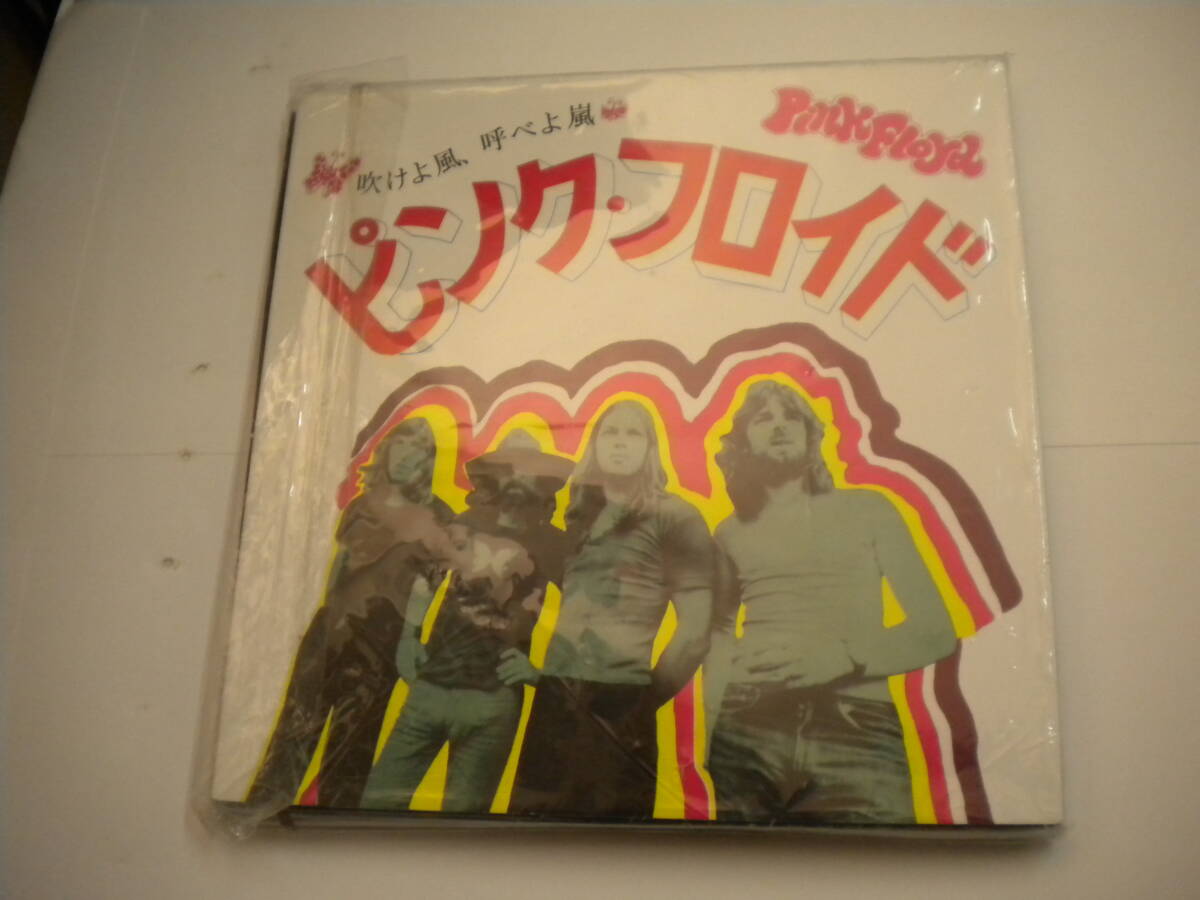 吹けよ風、呼べよ嵐
Pink Floyd
ピンク・フロイド